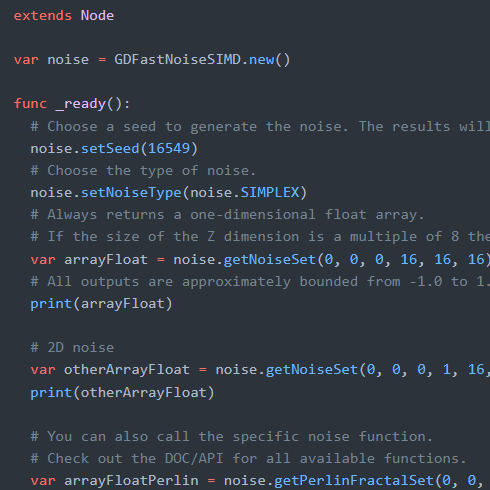 extends Node
var noise = GDFastNoiseSIMD.new()
func _ready():
# Choose a seed to generate the noise. The results will
noise.setSeed(16549)
# Choose the type of noise.
noise.setNoiseType(noise.SIMPLEX)
# Always returns a one-dimensional float array.
# If the size of the Z dimension is a multiple of 8 the
var arrayFloat = noise.getNoiseSet(0, 0, 0, 16, 16, 16)
# All outputs are approximately bounded from -1.0 to 1.
print(arrayFloat)
# 2D noise
var otherArrayFloat = noise.getNoiseSet(0, 0, 0, 1, 16,
print(otherArrayFloat)
# You can also call the specific noise function.
# Check out the DOC/API for all available functions.
var arrayFloatPerlin = noise.getPerlinFractalSet(0, 0,